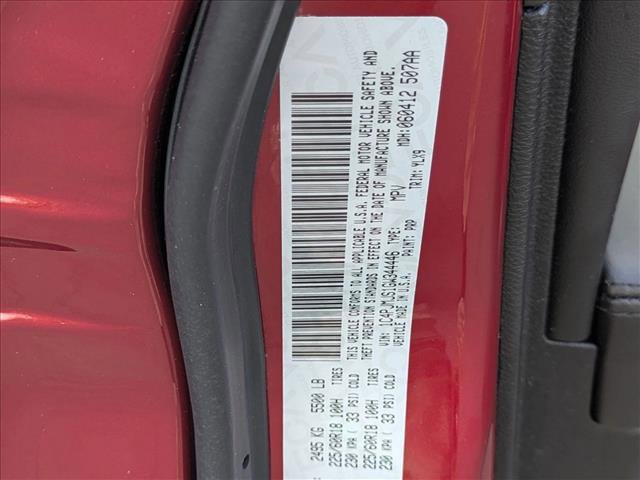 : 2495 KG 5500 LB
225/60R18 100H TIRES
230 KPA ( 33 PSI) COLD
225/60R18 100H TIRES
230 KPA ( 33 PSI) COLD
THIS VEHICLE CONFORMS TO ALL APPLICABLE U.S.A. FEDERAL MOTOR VEHICLE SAFETY AND
THEFT PREVENTION STANDARDS IN EFFECT ON THE DATE OF MANUFACTURE SHOWN ABOVE.
VIN: 1C4PJMJS1GW344446 TYPE: MPV MDH:060412 507AA
VEHICLE MADE IN U.S.A. PAINT: PRP TRIM: YLX9